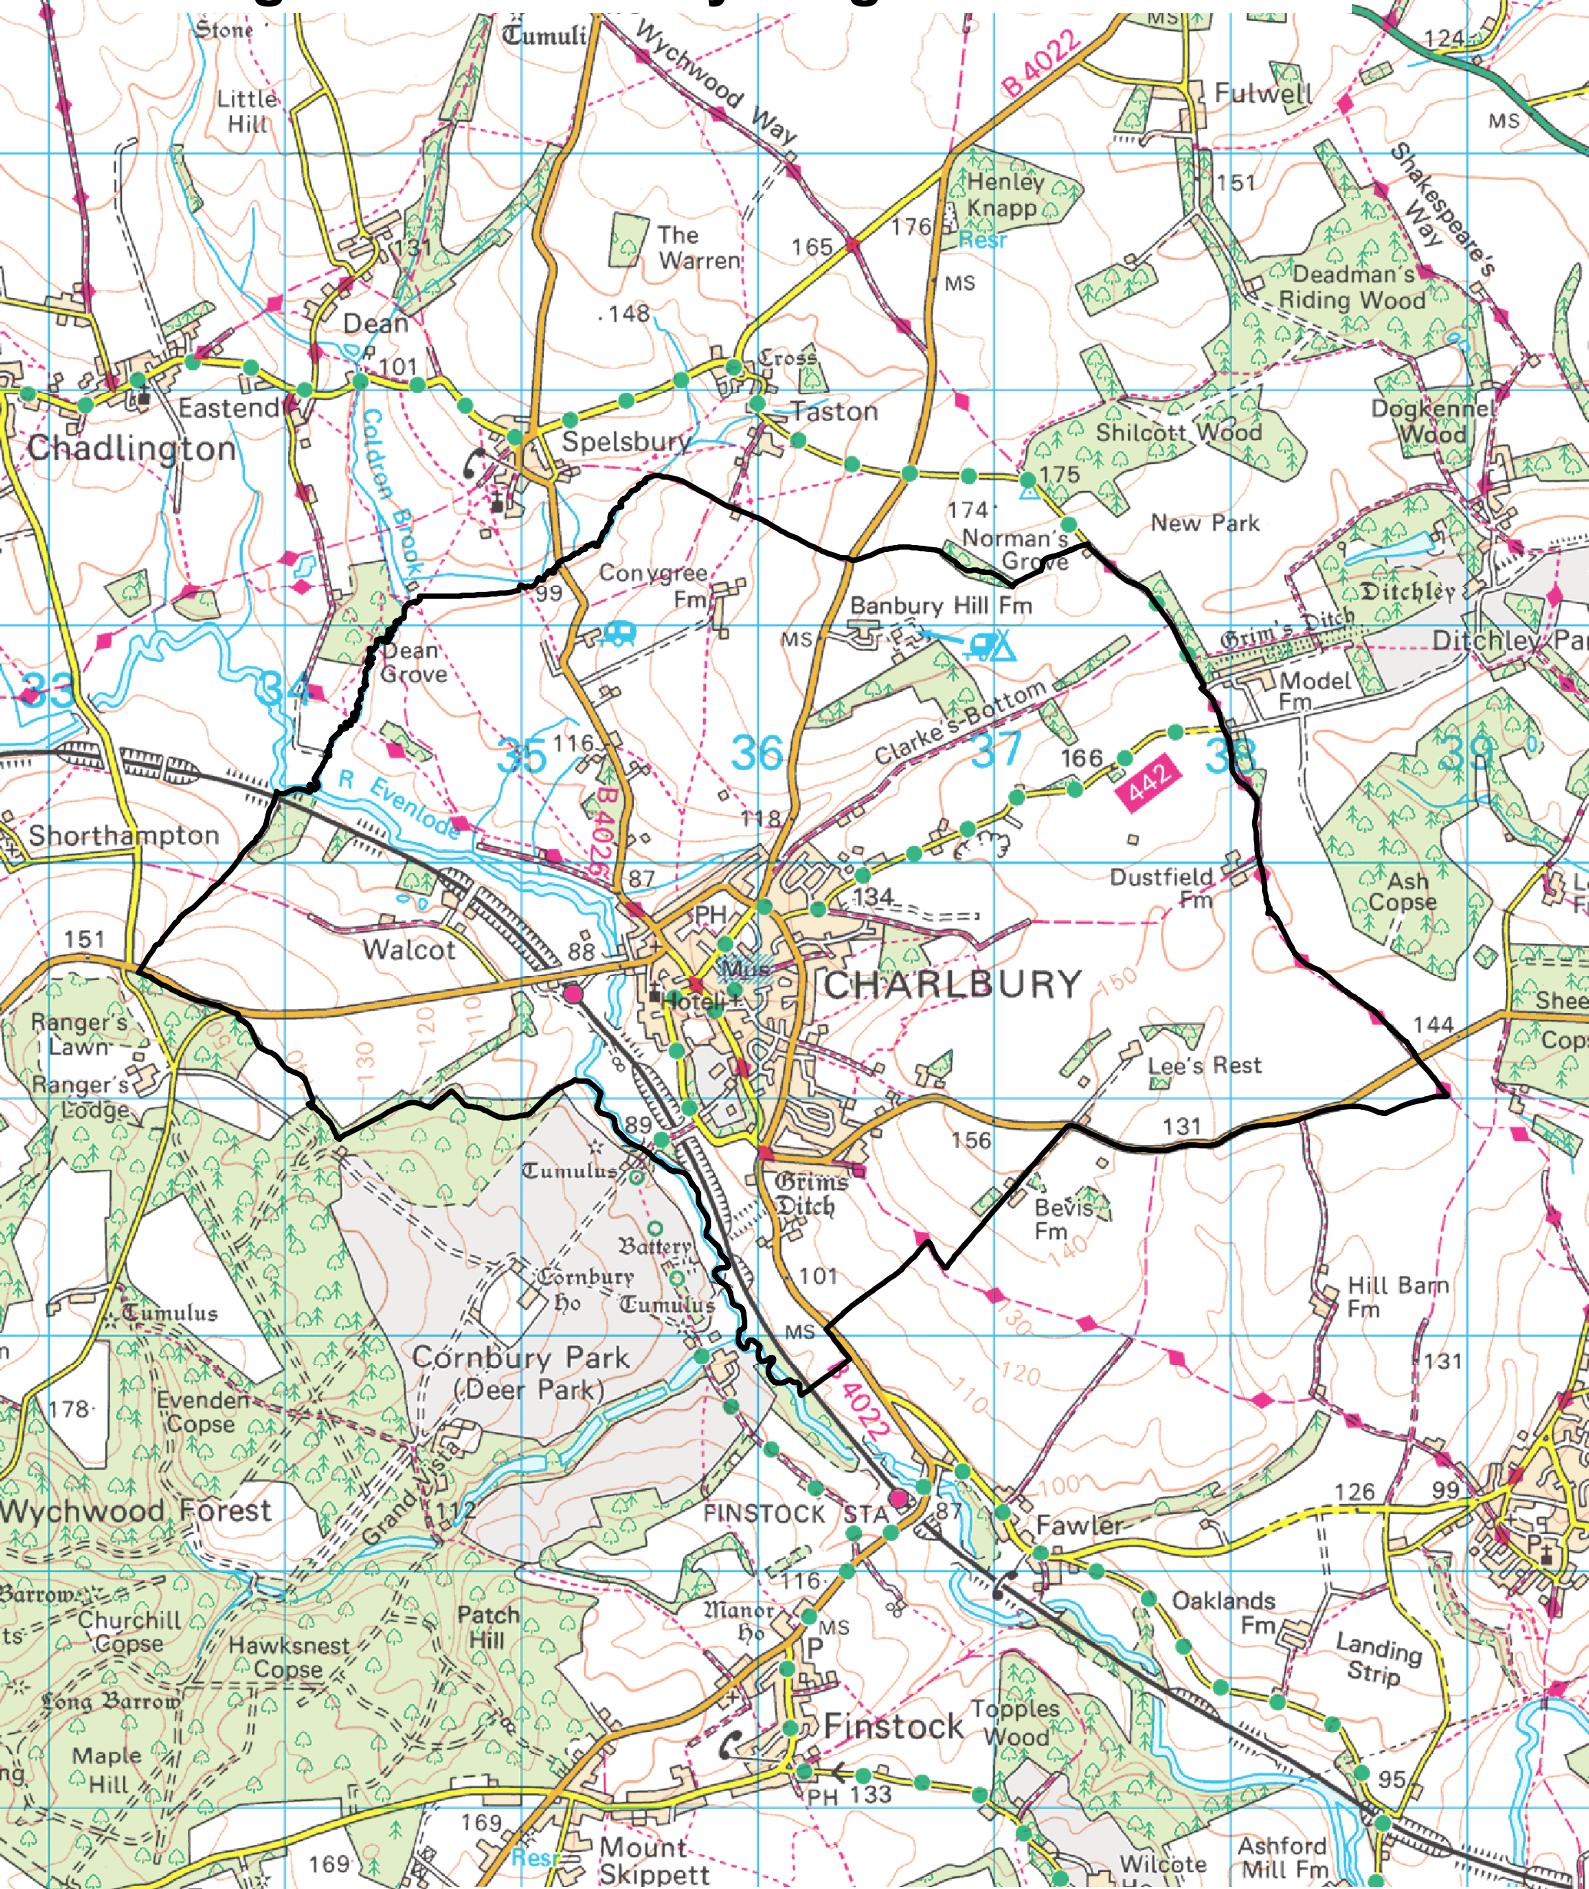 Stone
Tumuli
Wychwood Way
B 4022
MS
124
Little
Hill
Fulwell
MS
Shakespeare's
Way
151
Henley
Knapp
176
Resr
131
The
Warren
165
MS
Deadman's
Riding Wood
Dean
148
101
Cross
Eastend
Taston
Dogkennel
Wood
Chadlington
Spelsbury
Shilcott Wood
Coldron Brook
175
174
New Park
Norman's
Grove
99
Convgree
Fm
Banbury Hill Fm
Ditchley
MS
Grim's Ditch
Ditchley Par
Dean
Grove
33
34
Model
Fm
Clarke's Bottom
35
116
36
37
166
38
39
442
R Evenlode
B 4026
118
Shorthampton
87
134
Dustfield
Fm
Ash
Copse
PH
151
Walcot
88
Mus
CHARLBURY
150
Hotel
Ranger's
Lawn
120
110
130
144
Shee
Cops
Ranger's
Lodge
Lee's Rest
89
156
131
Tumulus
Grims
Ditch
Bevis
Fm
140
Battery
Cornbury
Ho
Tumulus
101
Hill Barn
Fm
Tumulus
MS
130
Cornbury Park
(Deer Park)
120
131
Evenden
Copse
178
B 4022
110
Grand Vista
100
Wychwood Forest
112
FINSTOCK STA
87
126
99
Fawler
P
Barrow
116
Churchill
Copse
Patch
Hill
Manor
Ho
MS
Oaklands
Fm
Hawksnest
Copse
P
Landing
Strip
Long Barrow
Finstock
Topples
Wood
Maple
Hill
PH
133
95
169
Resr
Mount
Skippett
169
Ashford
Mill Fm
Wilcote
Ho